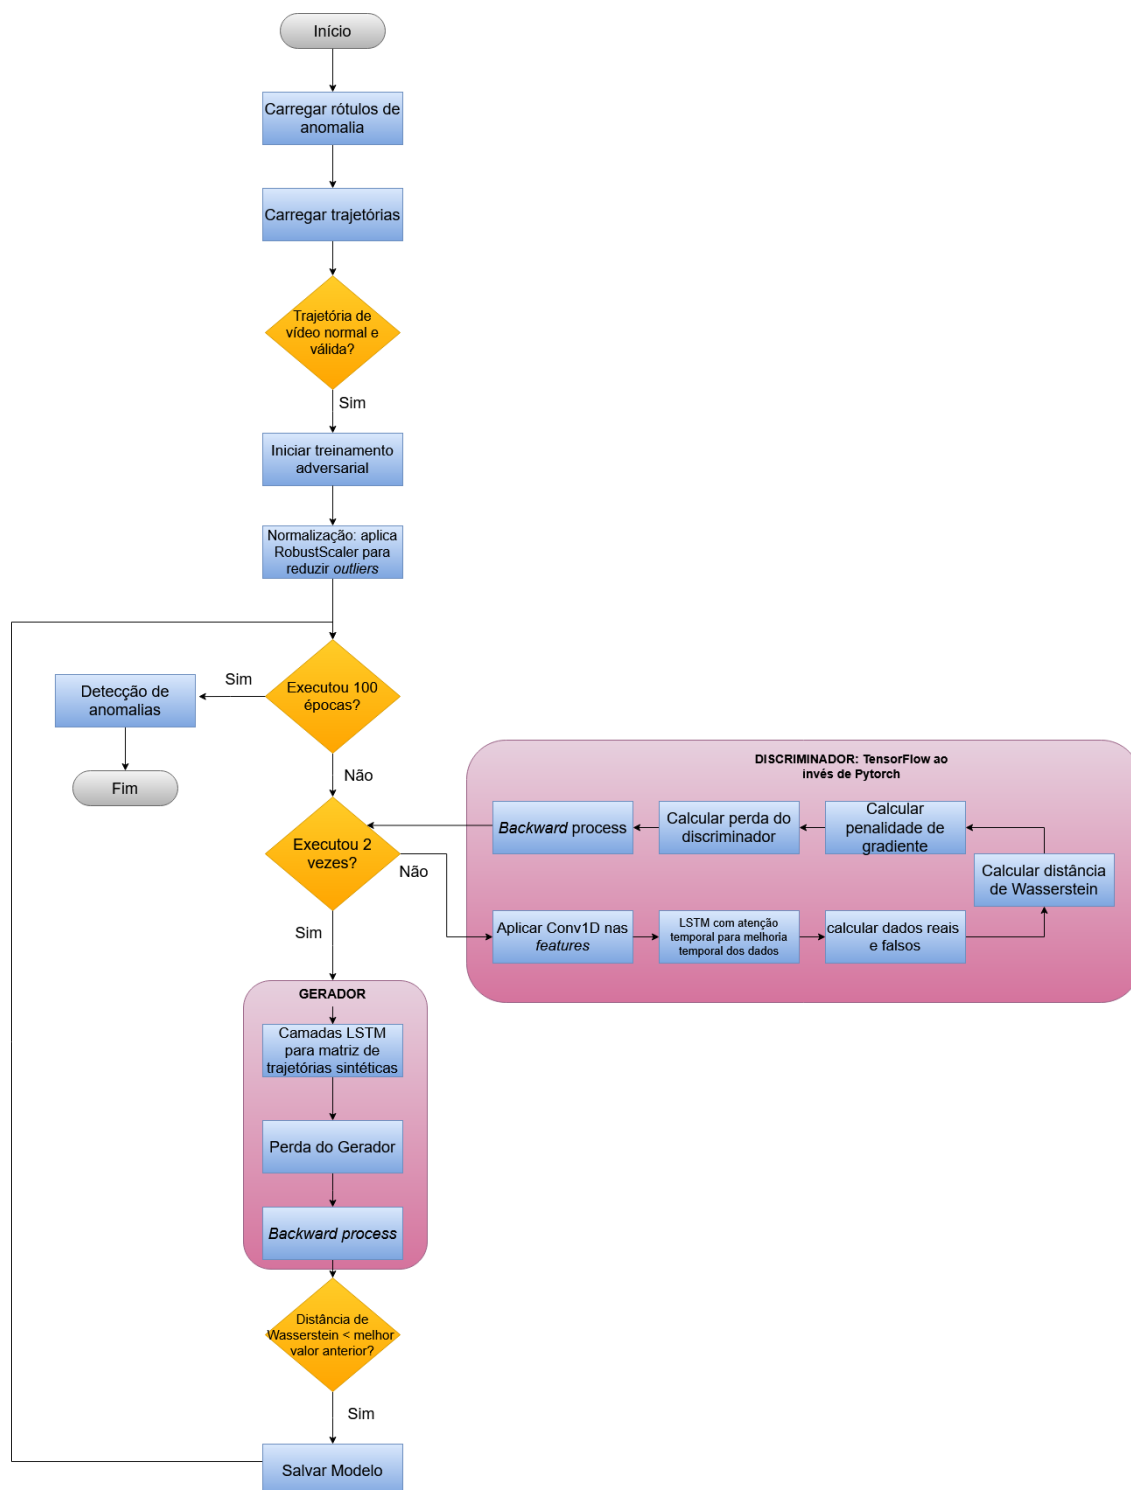 Início
Carregar rótulos de
anomalia
Carregar trajetórias
Trajetória de
vídeo normal e
válida?
Sim
Iniciar treinamento
adversarial
Normalização: aplica
RobustScaler para
reduzir outliers
Executou 100
épocas?
Sim
Detecção de
anomalias
Fim
Não
Executou 2
vezes?
Não
Sim
DISCRIMINADOR: TensorFlow ao
invés de Pytorch
Backward process
Calcular perda do
discriminador
Calcular
penalidade de
gradiente
Calcular distância
de Wasserstein
Aplicar Conv1D nas
features
LSTM com atenção
temporal para melhoria
temporal dos dados
calcular dados reais
e falsos
GERADOR
Camadas LSTM
para matriz de
trajetórias sintéticas
Perda do Gerador
Backward process
Distância de
Wasserstein < melhor
valor anterior?
Sim
Salvar Modelo